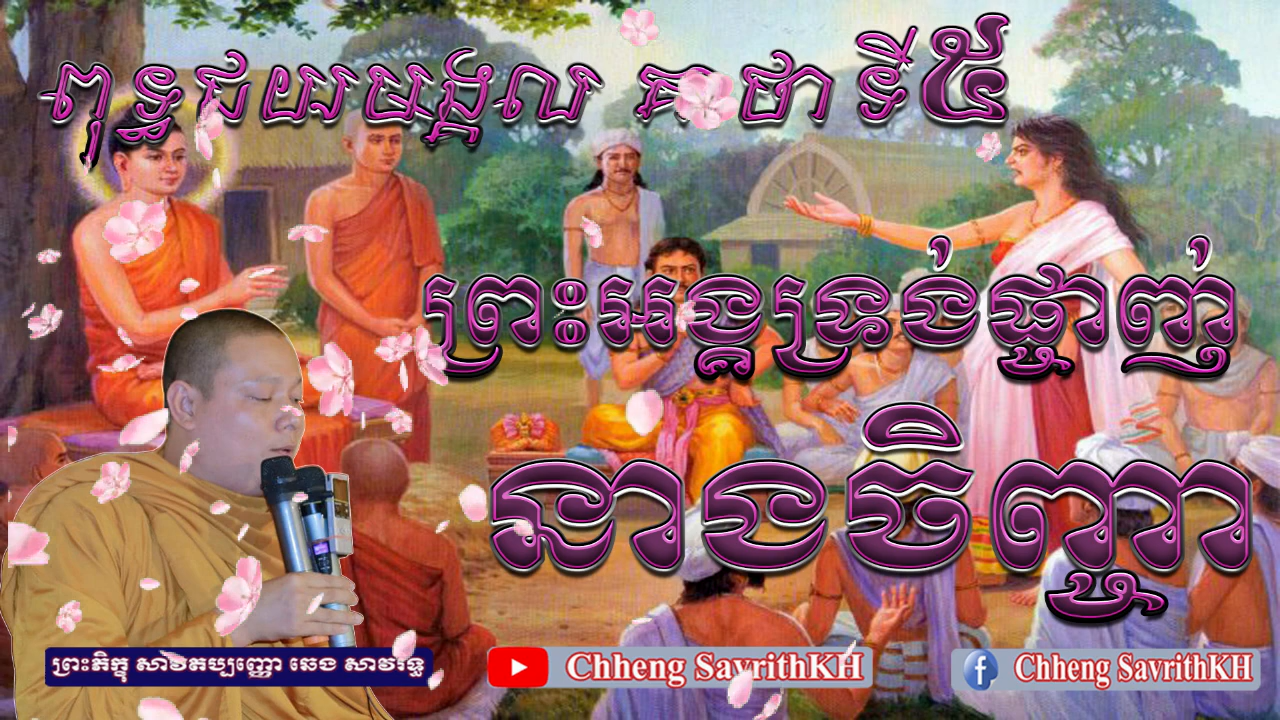 ពុទ្ធជយមង្គល គាថា ទី៥
ព្រះអង្គទ្រង់ផ្ចាញ់
នាងចិញ្ចា
ព្រះភិក្ខុ សាវិតប្បញ្ញោ ឆេង សាវរិទ្ធ
Chheng SavrithKH
Chheng SavrithKH